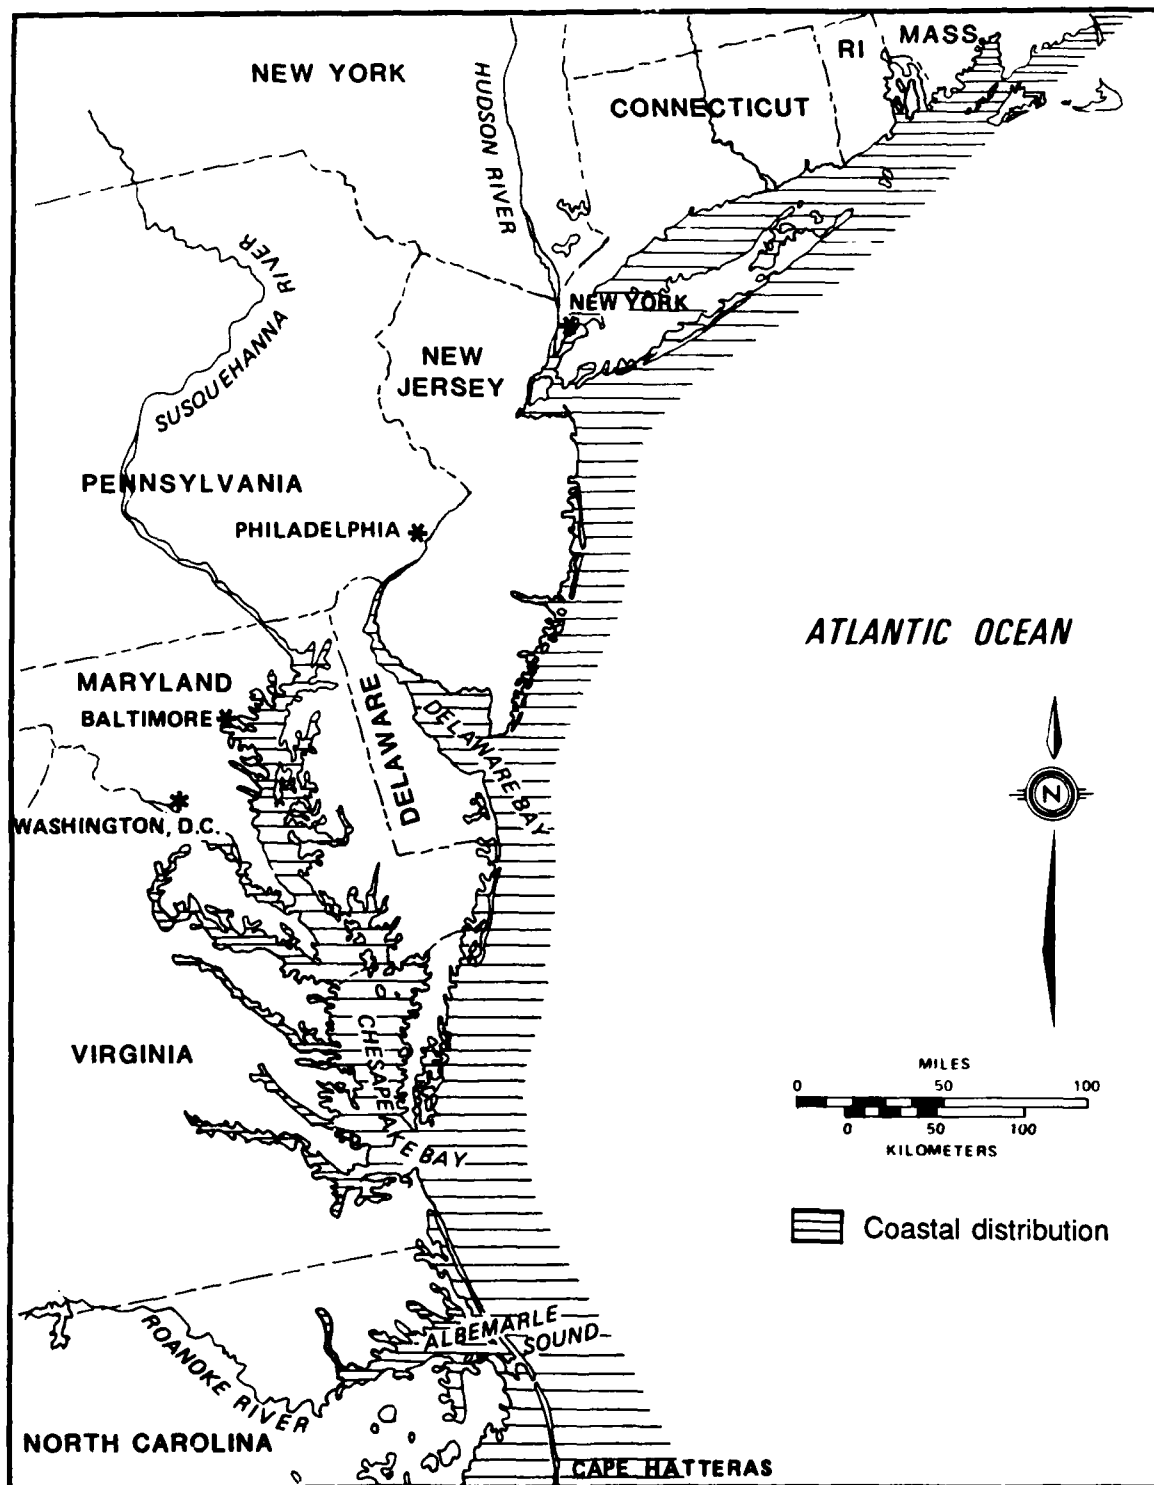 MASS.
RI
NEW YORK
HUDSON RIVER
CONNECTICUT
SUSQUEHANNA RIVER
NEW YORK
NEW
JERSEY
PENNSYLVANIA
PHILADELPHIA
ATLANTIC OCEAN
MARYLAND
BALTIMORE
DELAWARE
DELAWARE BAY
N
WASHINGTON, D.C.
CHESAPEAKE BAY
VIRGINIA
MILES
0 50 100
0 50 100
KILOMETERS
Coastal distribution
ALBEMARLE
SOUND
ROANOKE RIVER
NORTH CAROLINA
CAPE HATTERAS